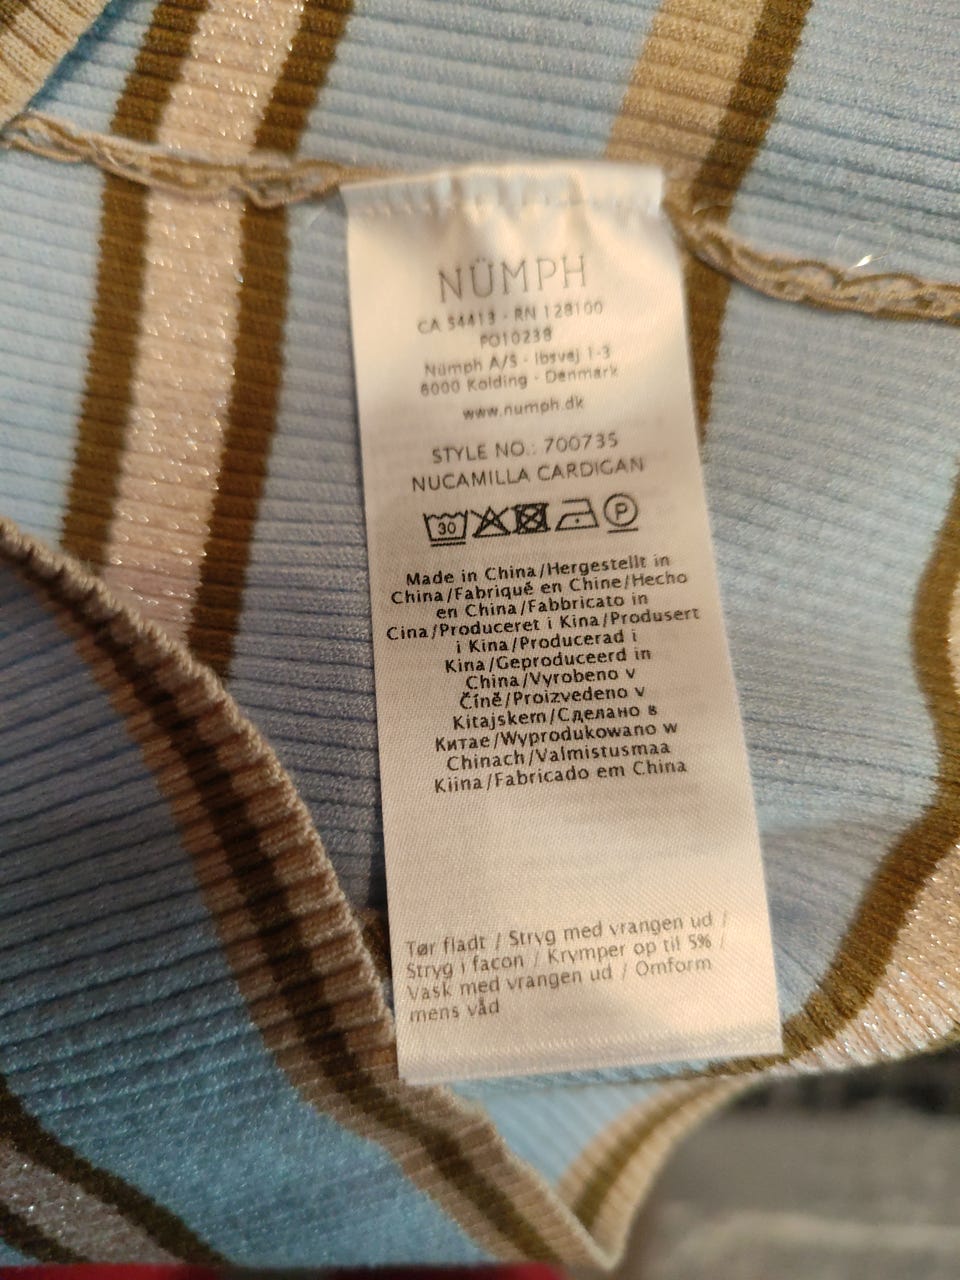 NÜMPH
CA 54413 - RN 128100
PO10238
Nümph A/S - Ibsvej 1-3
6000 Kolding - Denmark
www.numph.dk
STYLE NO.: 700735
NUCAMILLA CARDIGAN
30 P
Made in China/Hergestellt in
China/Fabriqué en Chine/Hecho
en China/Fabbricato in
Cina/Produceret i Kina/Produsert
i Kina/Producerad i
Kina/Geproduceerd in
China/Vyrobeno v
Číně/Proizvedeno v
Kitajskem/Сделано в
Китае/Wyprodukowano w
Chinach/Valmistusmaa
Kiina/Fabricado em China
Tør fladt / Stryg med vrangen ud /
Stryg i facon / Krymper op til 5% /
Vask med vrangen ud / Omform
mens våd